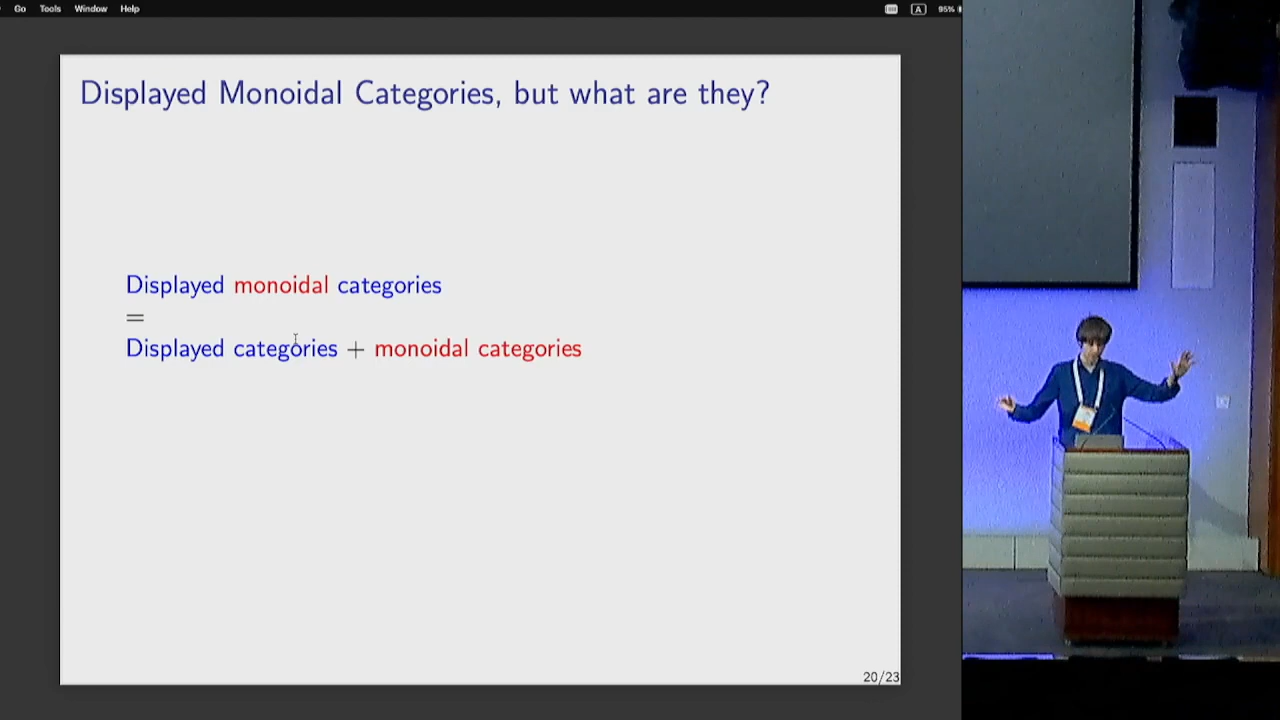 Go Tools Window Help A 95%
Displayed Monoidal Categories, but what are they?
Displayed monoidal categories
=
Displayed categories + monoidal categories
20/23